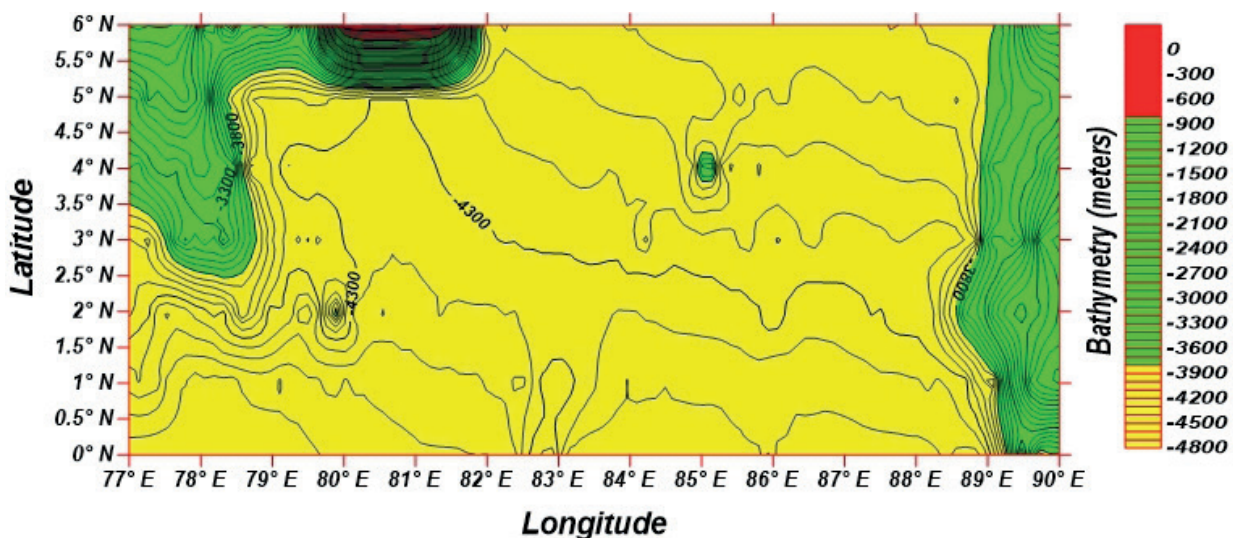 6° N
5.5° N
5° N
4.5° N
4° N
3.5° N
3° N
2.5° N
2° N
1.5° N
1° N
0.5° N
0° N
Latitude
77° E 78° E 79° E 80° E 81° E 82° E 83° E 84° E 85° E 86° E 87° E 88° E 89° E 90° E
Longitude
-3800
-3300
-4300
-4300
-3800
Bathymetry (meters)
0
-300
-600
-900
-1200
-1500
-1800
-2100
-2400
-2700
-3000
-3300
-3600
-3900
-4200
-4500
-4800